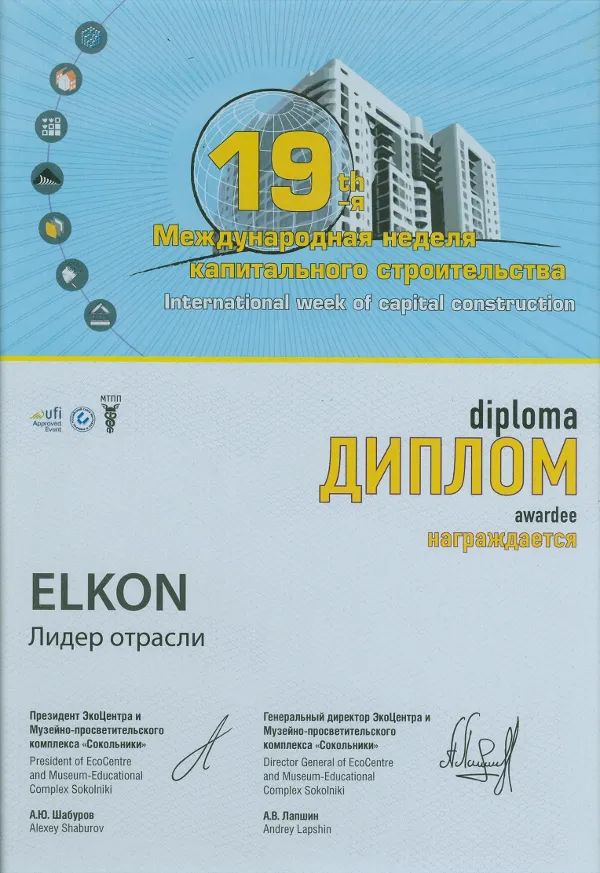 19th
-я
Международная неделя
капитального строительства
International week of capital construction
ufi
Approved
Event
МТПП
diploma
ДИПЛОМ
awardee
награждается
ELKON
Лидер отрасли
Президент ЭкоЦентра и
Музейно-просветительского
комплекса «Сокольники»
President of EcoCentre
and Museum-Educational
Complex Sokolniki
А.Ю. Шабуров
Alexey Shaburov
Генеральный директор ЭкоЦентра и
Музейно-просветительского
комплекса «Сокольники»
Director General of EcoCentre
and Museum-Educational
Complex Sokolniki
А.В. Лапшин
Andrey Lapshin